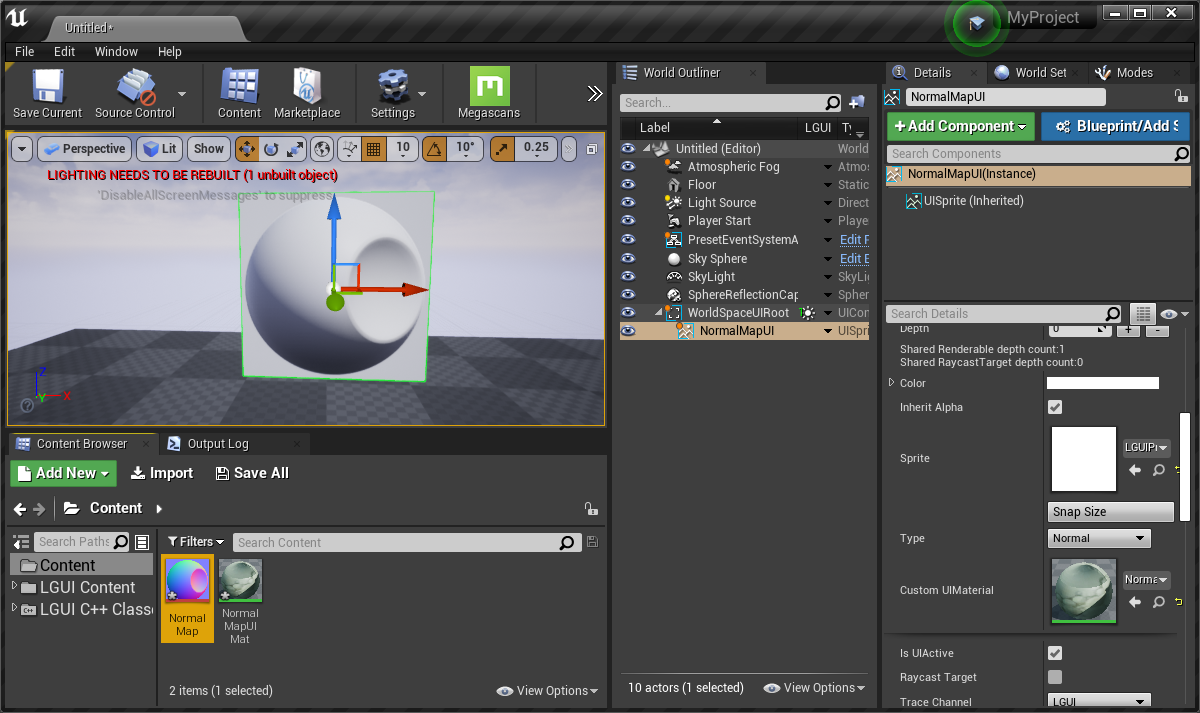 Untitled*
MyProject
File Edit Window Help
Save Current
Source Control
Content
Marketplace
Settings
Megascans
Perspective
Lit
Show
10
10°
0.25
LIGHTING NEEDS TO BE REBUILT (1 unbuilt object)
'DisableAllScreenMessages' to suppress
Z
Y
X
Content Browser
Output Log
Add New
Import
Save All
Content
Search Paths
Filters
Search Content
Content
LGUI Content
LGUI C++ Classe
Normal
Map
Normal
MapUI
Mat
2 items (1 selected)
View Options
World Outliner
Search...
Label LGUI Ty
Untitled (Editor) World
Atmospheric Fog Atmos
Floor Static
Light Source Direct
Player Start Playe
PresetEventSystemA Edit P
Sky Sphere Edit B
SkyLight SkyLi
SphereReflectionCap Spher
WorldSpaceUIRoot UICon
NormalMapUI UISpri
10 actors (1 selected)
View Options
Details
World Set
Modes
NormalMapUI
+Add Component
Blueprint/Add S
Search Components
NormalMapUI(Instance)
UISprite (Inherited)
Search Details
Depth 0 + -
Shared Renderable depth count:1
Shared RaycastTarget depth count:0
Color
Inherit Alpha
Sprite
LGUIPr
Snap Size
Type Normal
Custom UIMaterial
Norma
Is UIActive
Raycast Target
Trace Channel LGUI